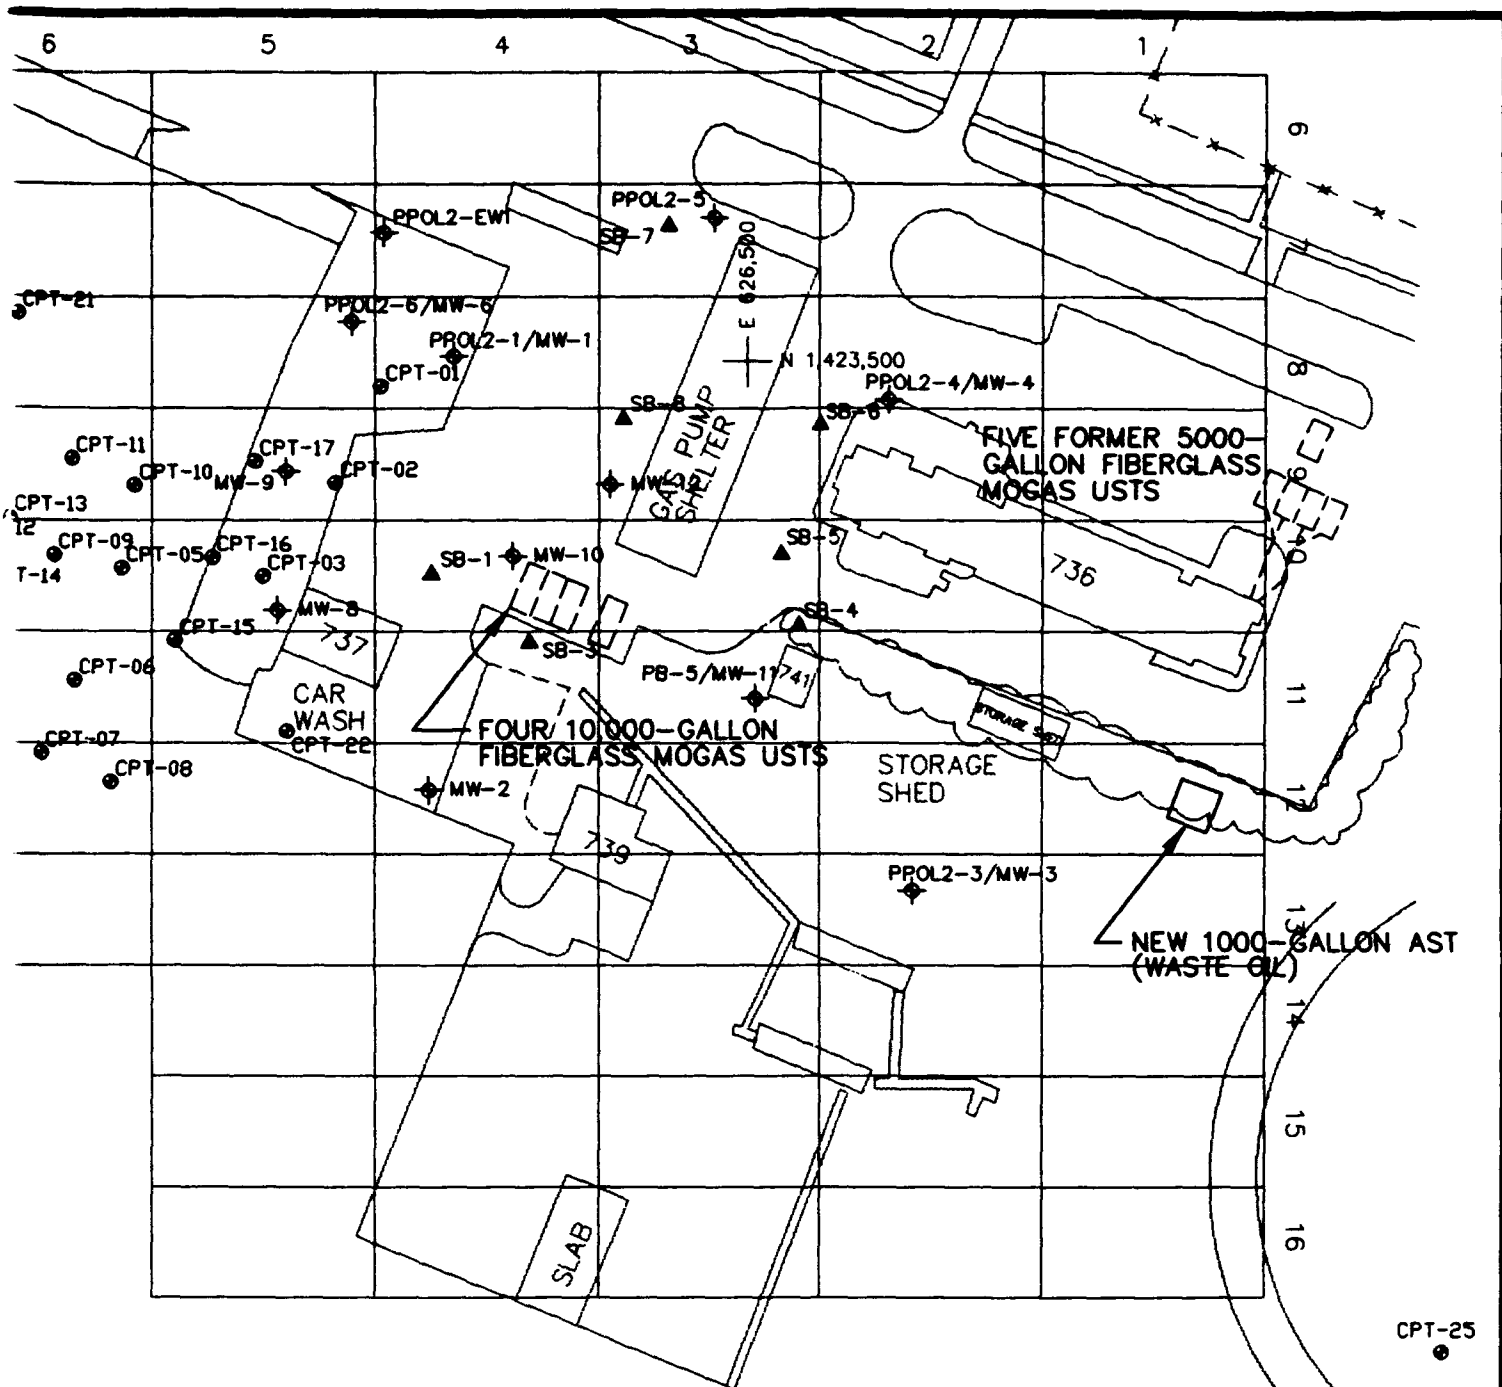 6 5 4 3 2 1
6
PPOL2-5
PPOL2-EW1
SB-7
7
E 626,500
CPT-21
PPOL2-6/MW-6
PROL2-1/MW-1
N 1,423,500
8
CPT-01
PPOL2-4/MW-4
SB-8
SB-6
GAS PUMP
SHELTER
FIVE FORMER 5000-
GALLON FIBERGLASS
MOGAS USTS
9
CPT-11
CPT-17
CPT-10
MW-9
CPT-02
MW-12
CPT-13
12
CPT-09
CPT-05
CPT-16
T-14
CPT-03
SB-1
MW-10
SB-5
10
736
MW-8
SB-4
CPT-15
737
SB-3
CPT-06
PB-5/MW-11
741
11
CAR
WASH
CPT-22
FOUR 10,000-GALLON
FIBERGLASS MOGAS USTS
STORAGE SHED
CPT-07
CPT-08
MW-2
STORAGE
SHED
12
739
PPOL2-3/MW-3
13
NEW 1000-GALLON AST
(WASTE OIL)
14
15
16
SLAB
CPT-25